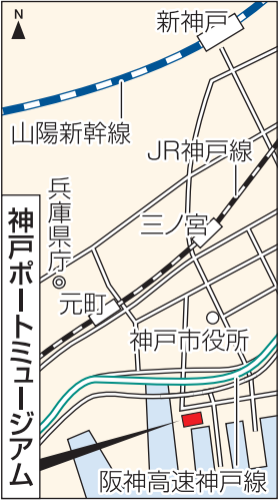 N
新神戸
山陽新幹線
JR神戸線
兵庫県庁
三ノ宮
元町
神戸市役所
神戸ポートミュージアム
阪神高速神戸線